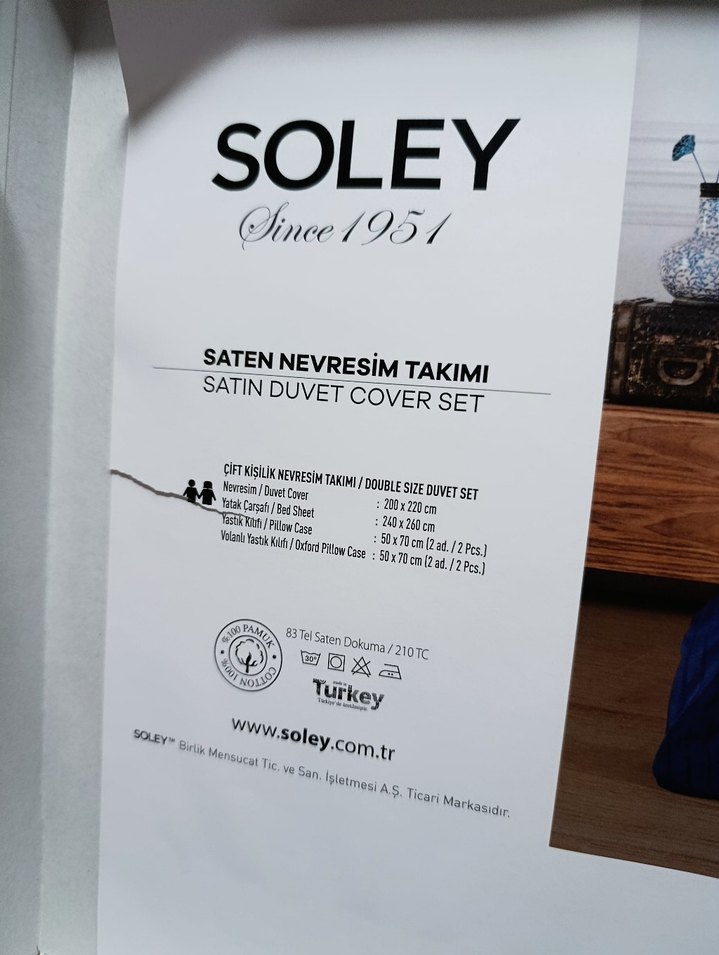 SOLEY
Since 1951
SATEN NEVRESİM TAKIMI
SATIN DUVET COVER SET
ÇİFT KİŞİLİK NEVRESİM TAKIMI / DOUBLE SIZE DUVET SET
Nevresim / Duvet Cover : 200 x 220 cm
Yatak Çarşafı / Bed Sheet : 240 x 260 cm
Yastık Kılıfı / Pillow Case : 50 x 70 cm (2 ad. / 2 Pcs.)
Volanlı Yastık Kılıfı / Oxford Pillow Case : 50 x 70 cm (2 ad. / 2 Pcs.)
%100 PAMUK
COTTON 100%
83 Tel Saten Dokuma / 210 TC
30°
made in
Turkey
Türkiye'de üretilmiştir.
www.soley.com.tr
SOLEY™ Birlik Mensucat Tic. ve San. İşletmesi A.Ş. Ticari Markasıdır.